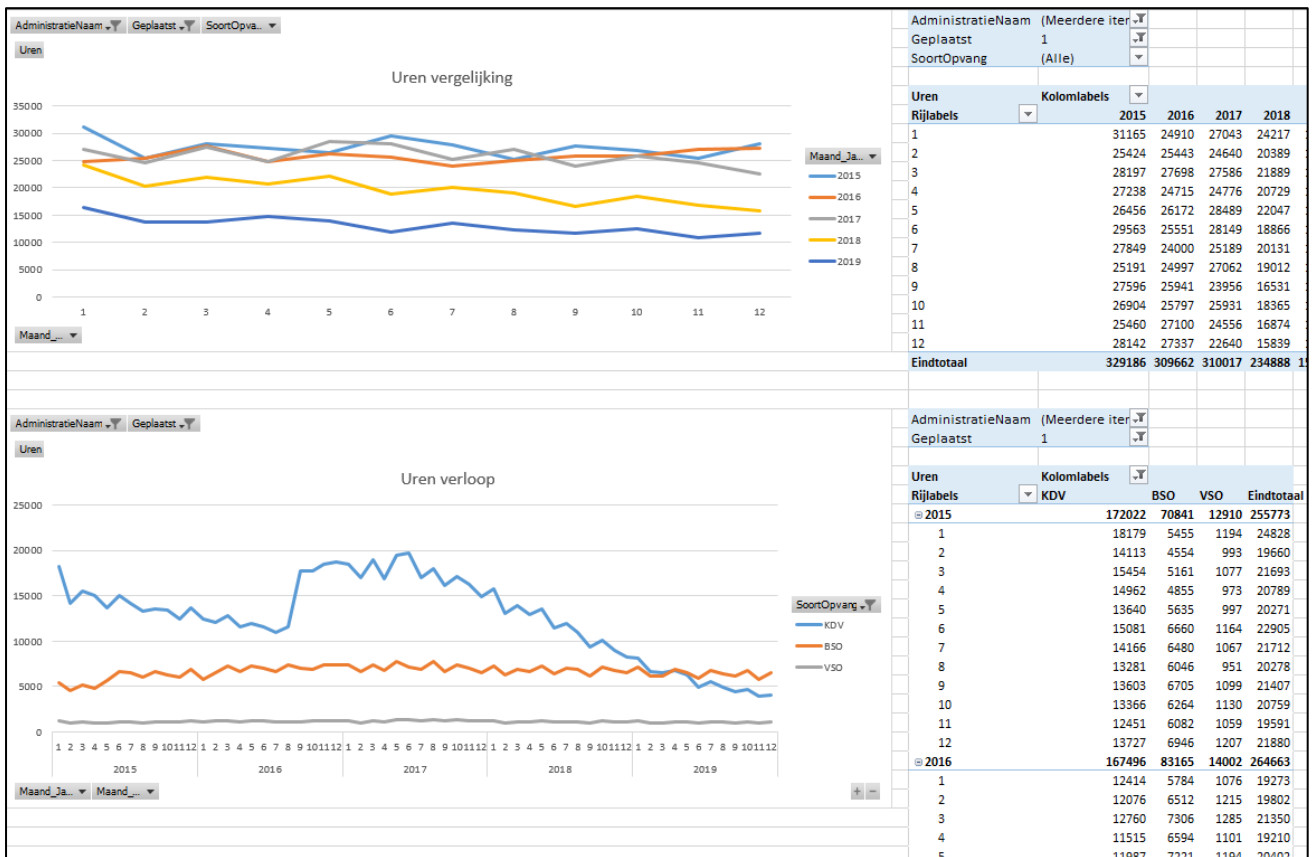 AdministratieNaam Geplaatst SoortOpva...
Uren
Uren vergelijking
35000
30000
25000
20000
15000
10000
5000
0
1 2 3 4 5 6 7 8 9 10 11 12
Maand_Ja...
2015
2016
2017
2018
2019
Maand_...
AdministratieNaam (Meerdere iter
Geplaatst 1
SoortOpvang (Alle)
Uren Kolomlabels
Rijlabels 2015 2016 2017 2018
1 31165 24910 27043 24217
2 25424 25443 24640 20389
3 28197 27698 27586 21889
4 27238 24715 24776 20729
5 26456 26172 28489 22047
6 29563 25551 28149 18866
7 27849 24000 25189 20131
8 25191 24997 27062 19012
9 27596 25941 23956 16531
10 26904 25797 25931 18365
11 25460 27100 24556 16874
12 28142 27337 22640 15839
Eindtotaal 329186 309662 310017 234888
AdministratieNaam Geplaatst
Uren
Uren verloop
25000
20000
15000
10000
5000
0
1 2 3 4 5 6 7 8 9 10 11 12 1 2 3 4 5 6 7 8 9 10 11 12 1 2 3 4 5 6 7 8 9 10 11 12 1 2 3 4 5 6 7 8 9 10 11 12 1 2 3 4 5 6 7 8 9 10 11 12
2015 2016 2017 2018 2019
SoortOpvang
KDV
BSO
VSO
Maand_Ja... Maand_...
+ −
AdministratieNaam (Meerdere iter
Geplaatst 1
Uren Kolomlabels
Rijlabels KDV BSO VSO Eindtotaal
2015 172022 70841 12910 255773
1 18179 5455 1194 24828
2 14113 4554 993 19660
3 15454 5161 1077 21693
4 14962 4855 973 20789
5 13640 5635 997 20271
6 15081 6660 1164 22905
7 14166 6480 1067 21712
8 13281 6046 951 20278
9 13603 6705 1099 21407
10 13366 6264 1130 20759
11 12451 6082 1059 19591
12 13727 6946 1207 21880
2016 167496 83165 14002 264663
1 12414 5784 1076 19273
2 12076 6512 1215 19802
3 12760 7306 1285 21350
4 11515 6594 1101 19210
5 11987 7221 1194 20402